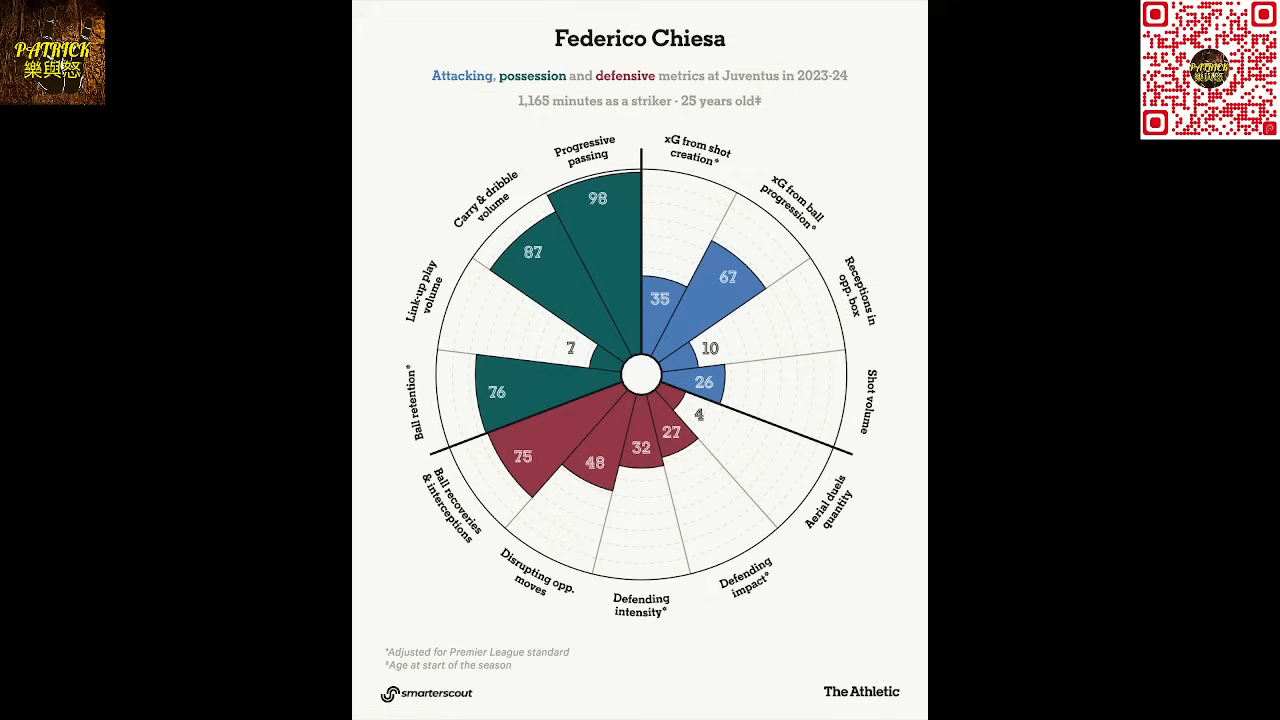 PATRICK
樂與怒
PATRICK
樂與怒
Federico Chiesa
Attacking, possession and defensive metrics at Juventus in 2023-24
1,165 minutes as a striker - 25 years old‡
Progressive
passing
xG from shot
creation*
Carry & dribble
volume
xG from ball
progression*
Link-up play
volume
Receptions in
opp. box
Ball retention*
Shot volume
Ball recoveries
& interceptions
Aerial duels
quantity
Disrupting opp.
moves
Defending
intensity*
Defending
impact*
98
87
67
35
7
10
76
26
4
75
48
32
27
*Adjusted for Premier League standard
‡Age at start of the season
smarterscout
The Athletic